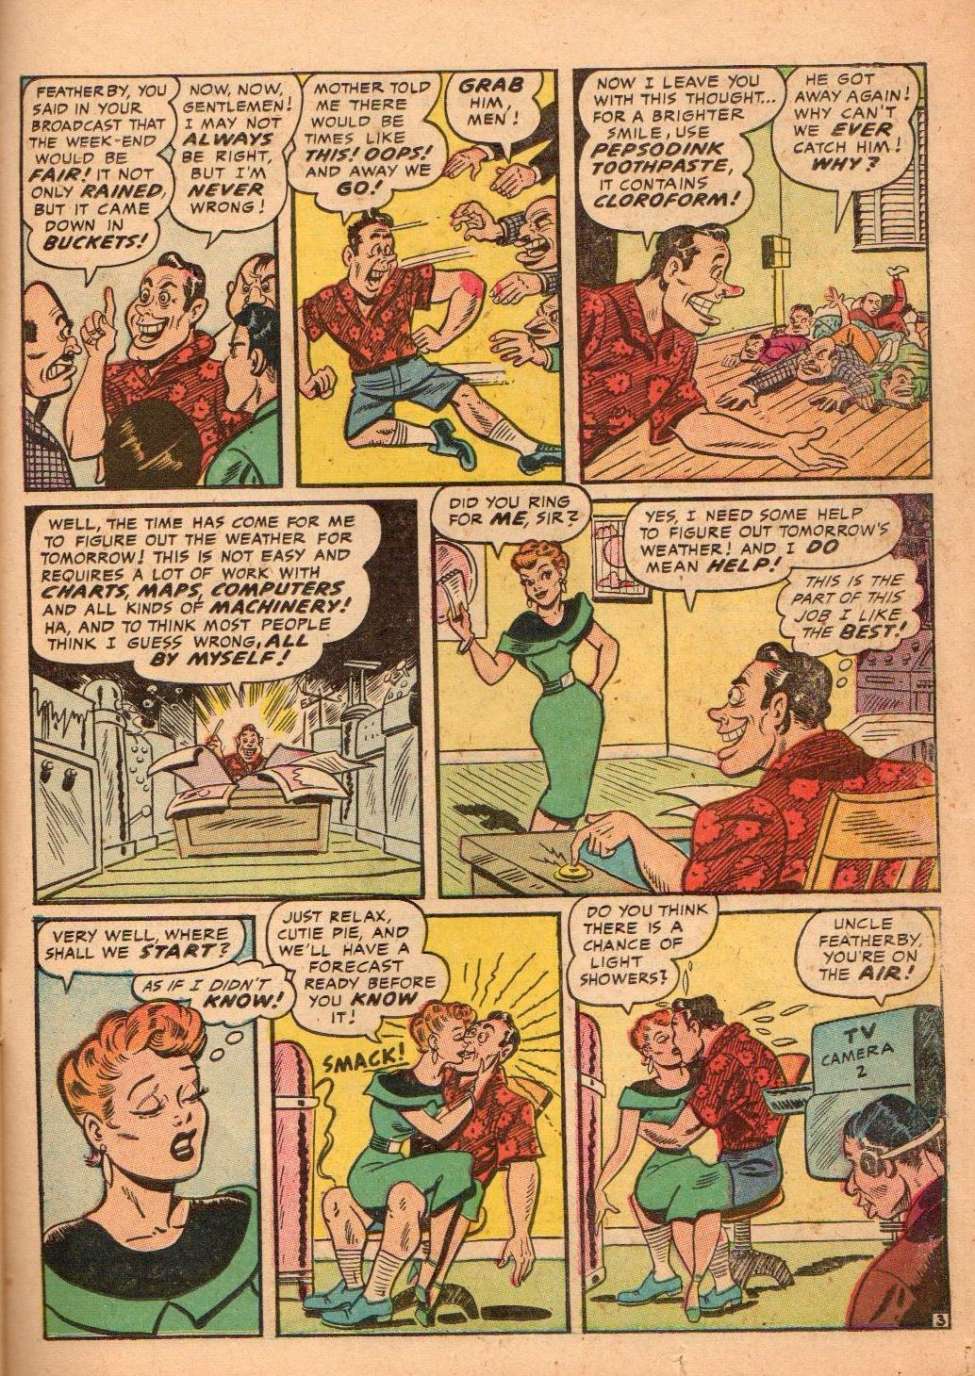 FEATHERBY, YOU
SAID IN YOUR
BROADCAST THAT
THE WEEK-END
WOULD BE
FAIR! IT NOT
ONLY RAINED,
BUT IT CAME
DOWN IN
BUCKETS!
NOW, NOW,
GENTLEMEN!
I MAY NOT
ALWAYS
BE RIGHT,
BUT I'M
NEVER
WRONG!
MOTHER TOLD
ME THERE
WOULD BE
TIMES LIKE
THIS! OOPS!
AND AWAY WE
GO!
GRAB
HIM,
MEN!
NOW I LEAVE YOU
WITH THIS THOUGHT...
FOR A BRIGHTER
SMILE, USE
PEPSODINK
TOOTHPASTE,
IT CONTAINS
CLOROFORM!
HE GOT
AWAY AGAIN!
WHY CAN'T
WE EVER
CATCH HIM!
WHY?
WELL, THE TIME HAS COME FOR ME
TO FIGURE OUT THE WEATHER FOR
TOMORROW! THIS IS NOT EASY AND
REQUIRES A LOT OF WORK WITH
CHARTS, MAPS, COMPUTERS
AND ALL KINDS OF MACHINERY!
HA, AND TO THINK MOST PEOPLE
THINK I GUESS WRONG, ALL
BY MYSELF!
DID YOU RING
FOR ME, SIR?
YES, I NEED SOME HELP
TO FIGURE OUT TOMORROW'S
WEATHER! AND I DO
MEAN HELP!
THIS IS THE
PART OF THIS
JOB I LIKE
THE BEST!
VERY WELL, WHERE
SHALL WE START?
AS IF I DIDN'T
KNOW!
JUST RELAX,
CUTIE PIE, AND
WE'LL HAVE A
FORECAST
READY BEFORE
YOU KNOW
IT!
SMACK!
DO YOU THINK
THERE IS A
CHANCE OF
LIGHT
SHOWERS?
UNCLE
FEATHERBY,
YOU'RE ON
THE AIR!
TV
CAMERA
2
3